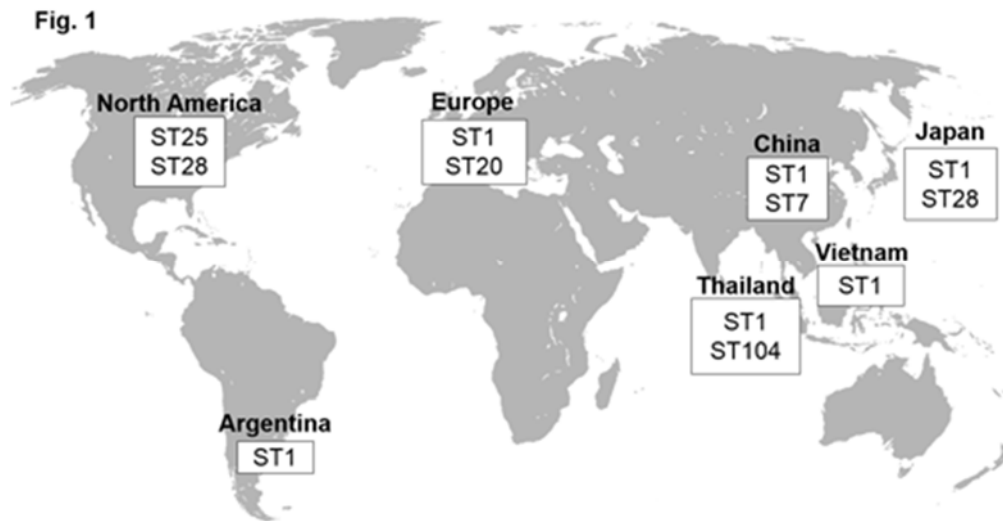 Fig. 1
North America
ST25
ST28
Europe
ST1
ST20
China
ST1
ST7
Japan
ST1
ST28
Vietnam
ST1
Thailand
ST1
ST104
Argentina
ST1